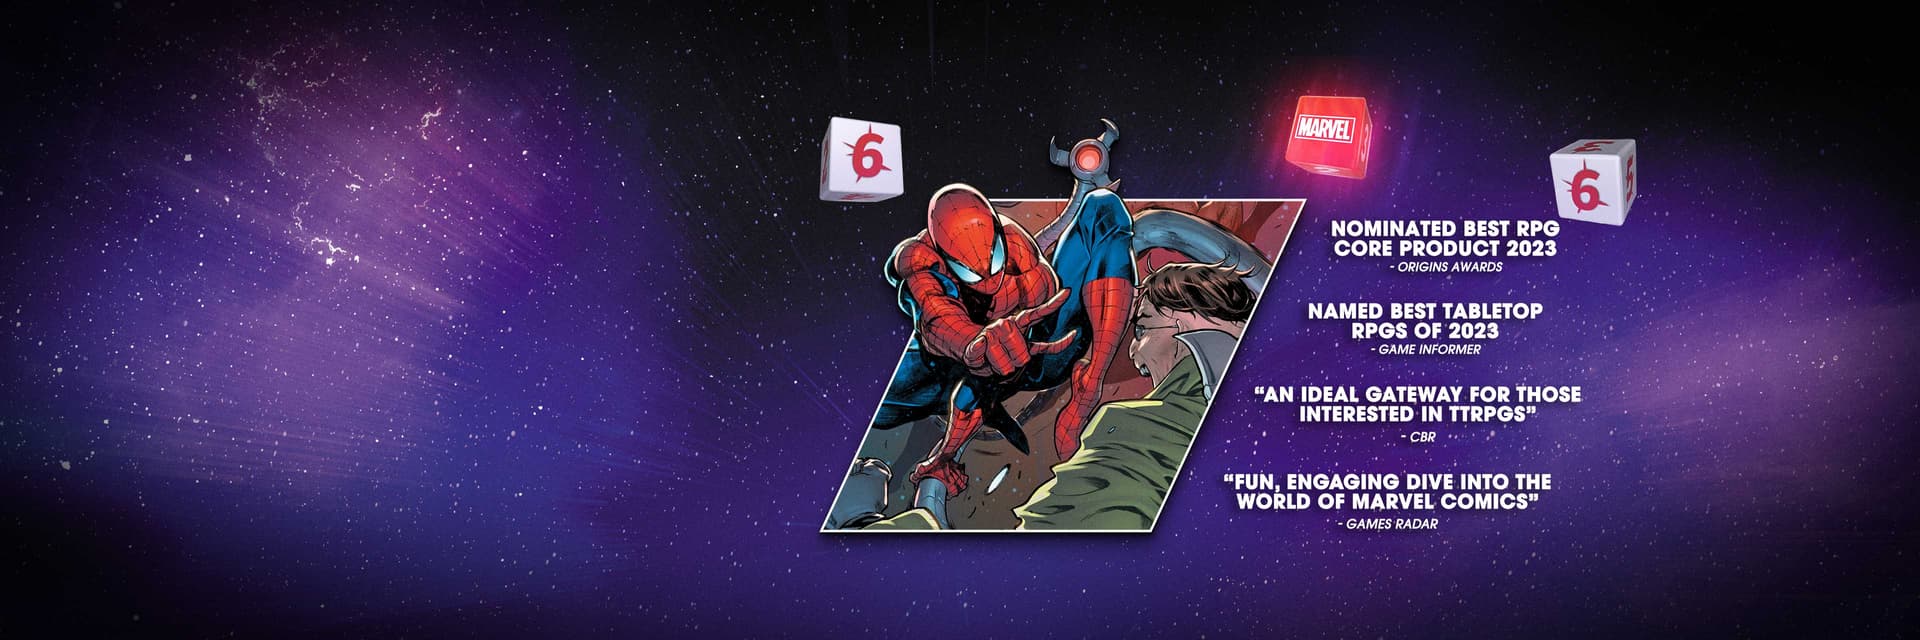 6
MARVEL
6
NOMINATED BEST RPG
CORE PRODUCT 2023
- ORIGINS AWARDS
NAMED BEST TABLETOP
RPGS OF 2023
- GAME INFORMER
“AN IDEAL GATEWAY FOR THOSE
INTERESTED IN TTRPGS”
- CBR
“FUN, ENGAGING DIVE INTO THE
WORLD OF MARVEL COMICS”
- GAMES RADAR